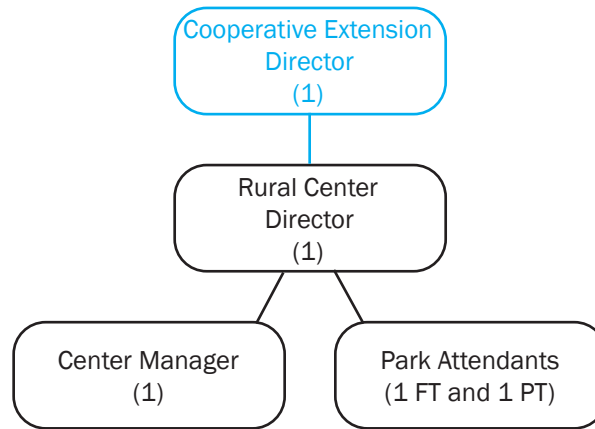 Cooperative Extension
Director
(1)
Rural Center
Director
(1)
Center Manager
(1)
Park Attendants
(1 FT and 1 PT)